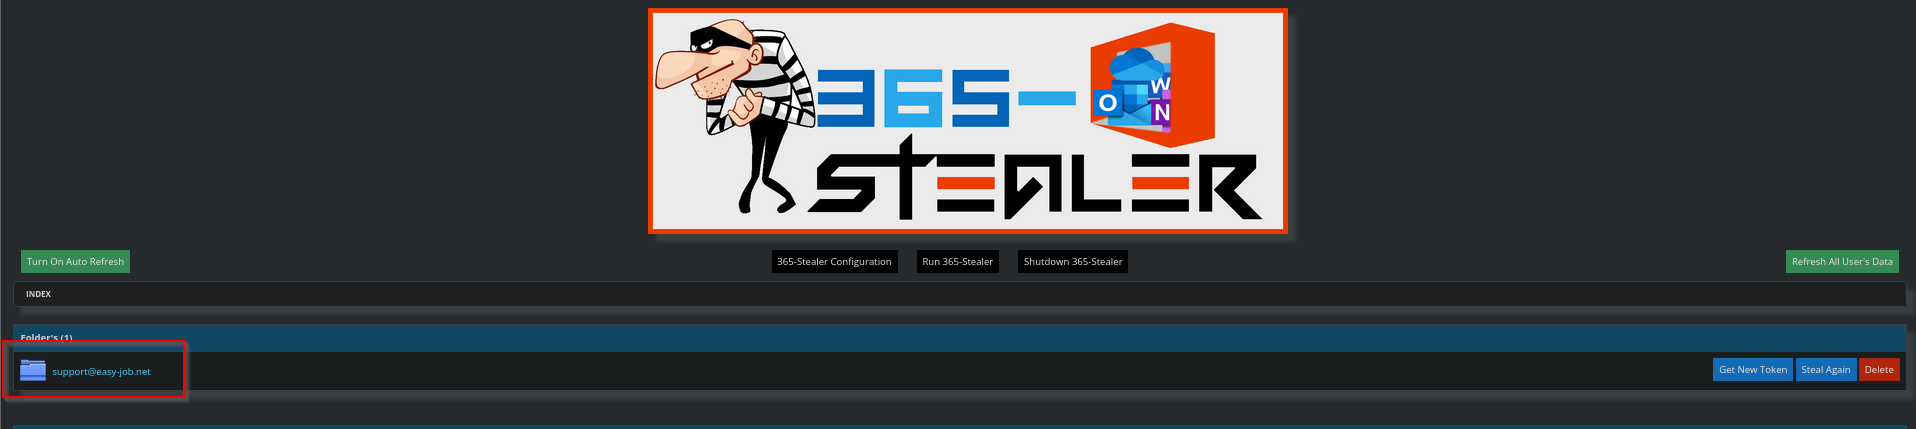 365-
O
W
N
STEALER
Turn On Auto Refresh
365-Stealer Configuration
Run 365-Stealer
Shutdown 365-Stealer
Refresh All User's Data
INDEX
Folder's (1)
support@easy-job.net
Get New Token
Steal Again
Delete